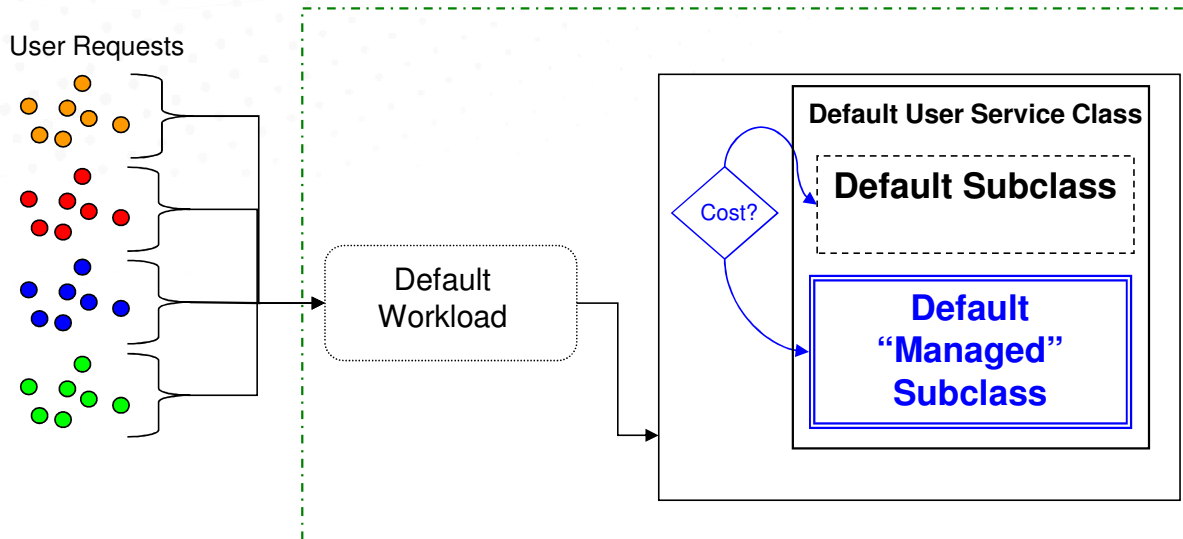 User Requests
Default User Service Class
Default Subclass
Cost?
Default
Workload
Default
“Managed”
Subclass